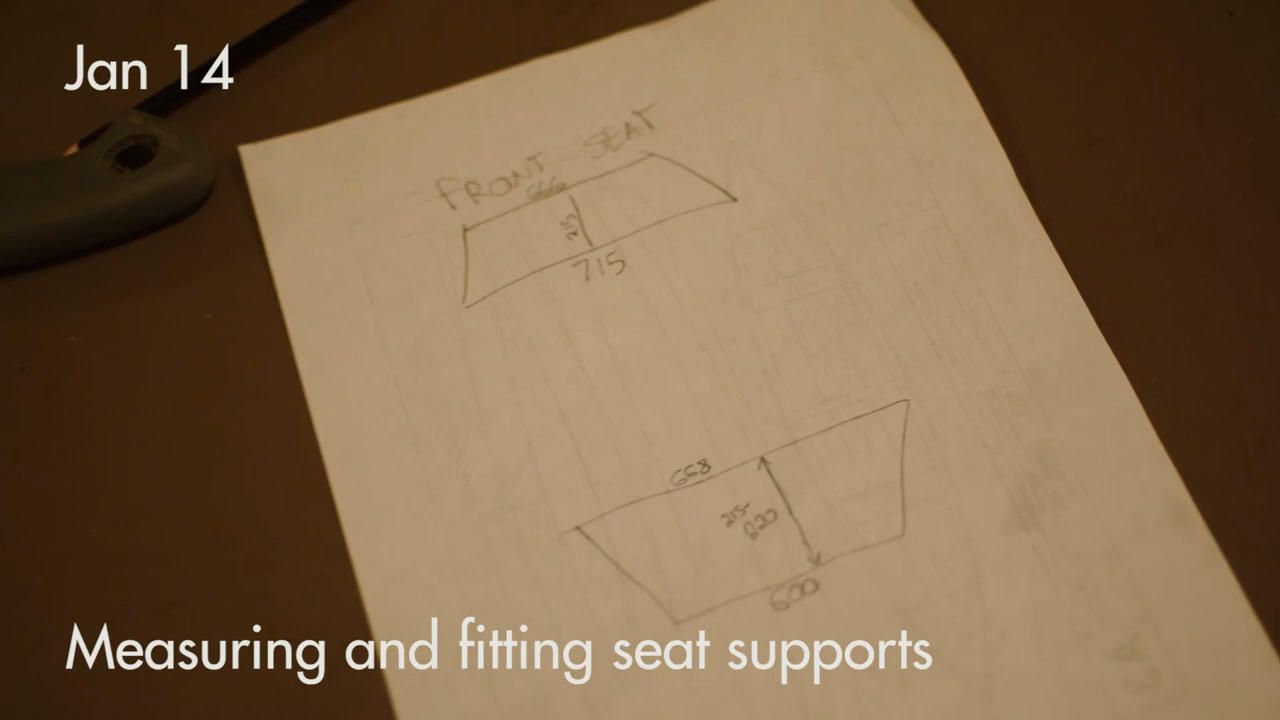 Jan 14
FRONT SEAT
666
215
715
668
215-
220
600
Measuring and fitting seat supports